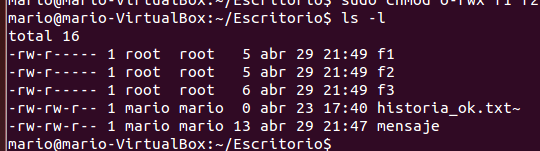 mario@mario-VirtualBox:~/Escritorio$ sudo chmod o-rwx f1 f2
mario@mario-VirtualBox:~/Escritorio$ ls -l
total 16
-rw-r----- 1 root  root   5 abr 29 21:49 f1
-rw-r----- 1 root  root   5 abr 29 21:49 f2
-rw-r----- 1 root  root   6 abr 29 21:49 f3
-rw-rw-r-- 1 mario mario  0 abr 23 17:40 historia_ok.txt~
-rw-rw-r-- 1 mario mario 13 abr 29 21:47 mensaje
mario@mario-VirtualBox:~/Escritorio$